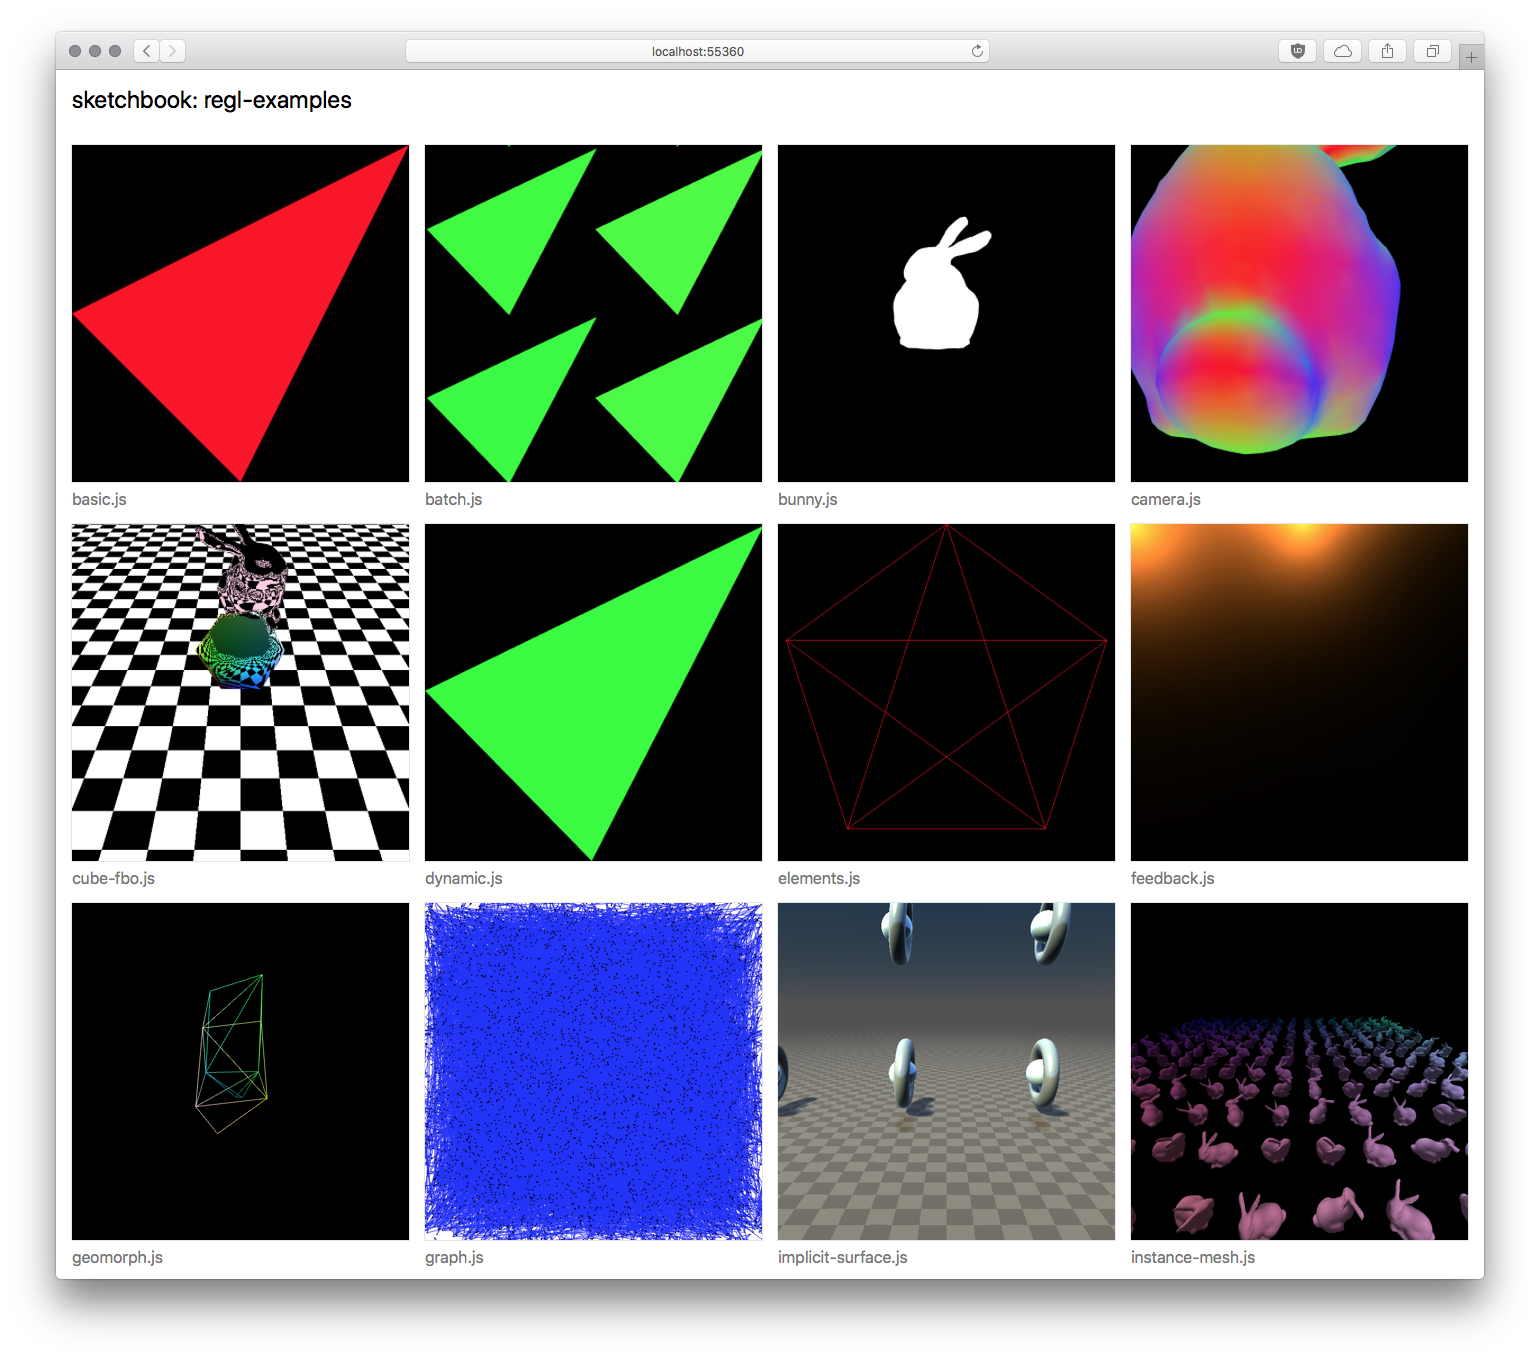 localhost:55360
sketchbook: regl-examples
basic.js
batch.js
bunny.js
camera.js
cube-fbo.js
dynamic.js
elements.js
feedback.js
geomorph.js
graph.js
implicit-surface.js
instance-mesh.js